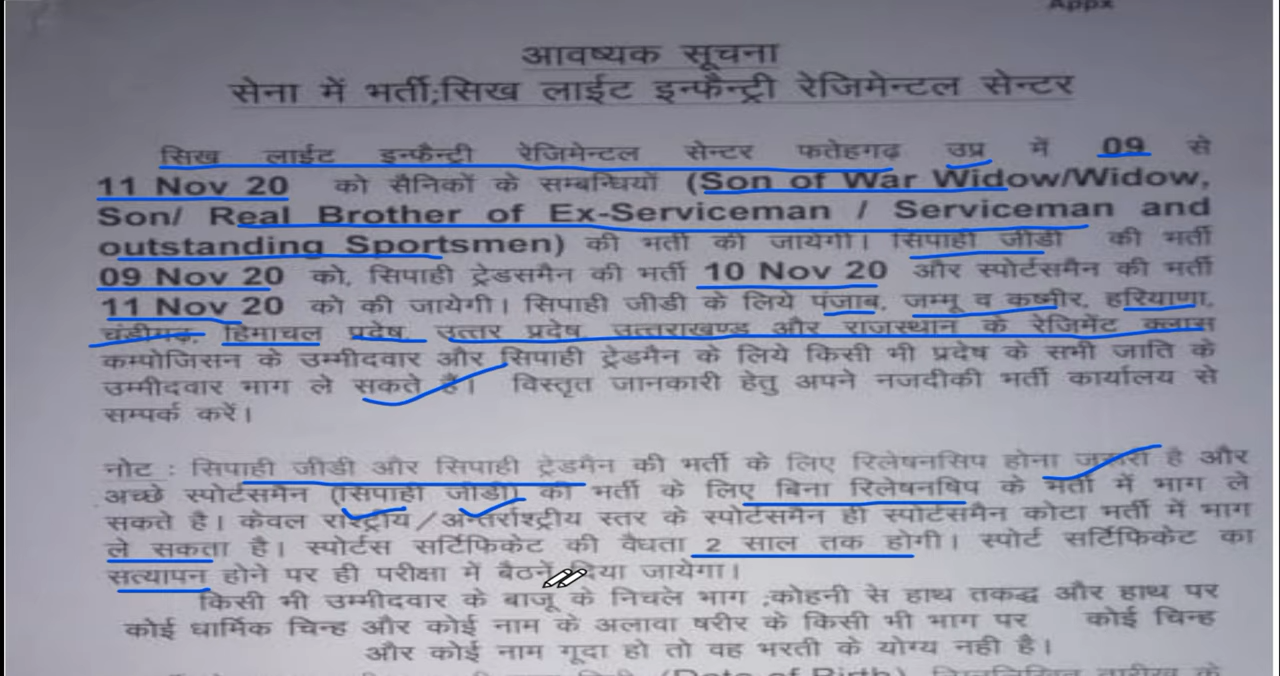 Appx
आवष्यक सूचना
सेना में भर्ती;सिख लाईट इन्फैन्ट्री रेजिमेन्टल सेन्टर
सिख लाईट इन्फैन्ट्री रेजिमेन्टल सेन्टर फतेहगढ़ उप्र में 09 से
11 Nov 20 को सैनिकों के सम्बन्धियों (Son of War Widow/Widow,
Son/ Real Brother of Ex-Serviceman / Serviceman and
outstanding Sportsmen) की भर्ती की जायेगी। सिपाही जीडी की भर्ती
09 Nov 20 को, सिपाही ट्रेडसमैन की भर्ती 10 Nov 20 और स्पोर्टसमैन की भर्ती
11 Nov 20 को की जायेगी। सिपाही जीडी के लिये पंजाब, जम्मू व कष्मीर, हरियाणा,
चंडीगढ़, हिमाचल प्रदेष, उत्तर प्रदेष, उत्तराखण्ड और राजस्थान के रेजिमेंट क्लास
कम्पोजिसन के उम्मीदवार और सिपाही ट्रेडमैन के लिये किसी भी प्रदेष के सभी जाति के
उम्मीदवार भाग ले सकते हैं। विस्तृत जानकारी हेतु अपने नजदीकी भर्ती कार्यालय से
सम्पर्क करें।
नोट : सिपाही जीडी और सिपाही ट्रेडमैन की भर्ती के लिए रिलेषनसिप होना जरूरी है और
अच्छे स्पोर्टसमैन (सिपाही जीडी) की भर्ती के लिए बिना रिलेषनषिप के भर्ती में भाग ले
सकते है। केवल राश्ट्रीय/अन्तर्राश्ट्रीय स्तर के स्पोर्टसमैन ही स्पोर्टसमैन कोटा भर्ती में भाग
ले सकता है। स्पोर्टस सर्टिफिकेट की वैधता 2 साल तक होगी। स्पोर्ट सर्टिफिकेट का
सत्यापन होने पर ही परीक्षा में बैठने दिया जायेगा।
किसी भी उम्मीदवार के बाजू के निचले भाग ;कोहनी से हाथ तकद्ध और हाथ पर
कोई धार्मिक चिन्ह और कोई नाम के अलावा षरीर के किसी भी भाग पर कोई चिन्ह
और कोई नाम गूदा हो तो वह भरती के योग्य नही है।
(Date of Birth)